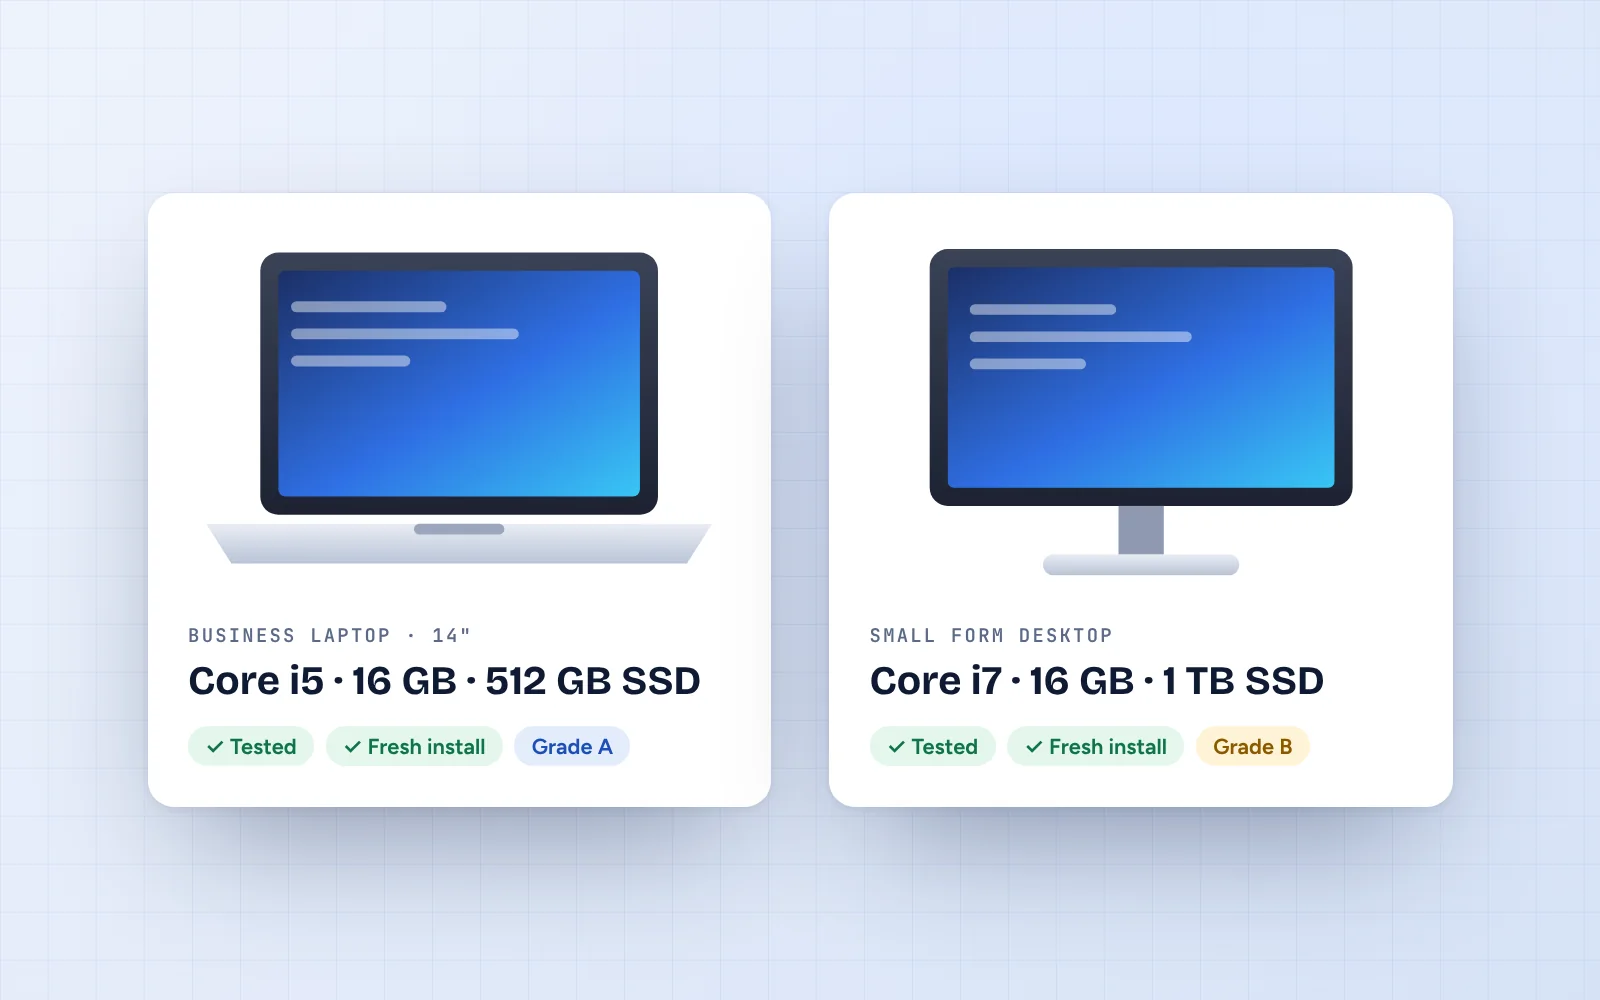 BUSINESS LAPTOP · 14"
Core i5 · 16 GB · 512 GB SSD
✓ Tested ✓ Fresh install Grade A
SMALL FORM DESKTOP
Core i7 · 16 GB · 1 TB SSD
✓ Tested ✓ Fresh install Grade B